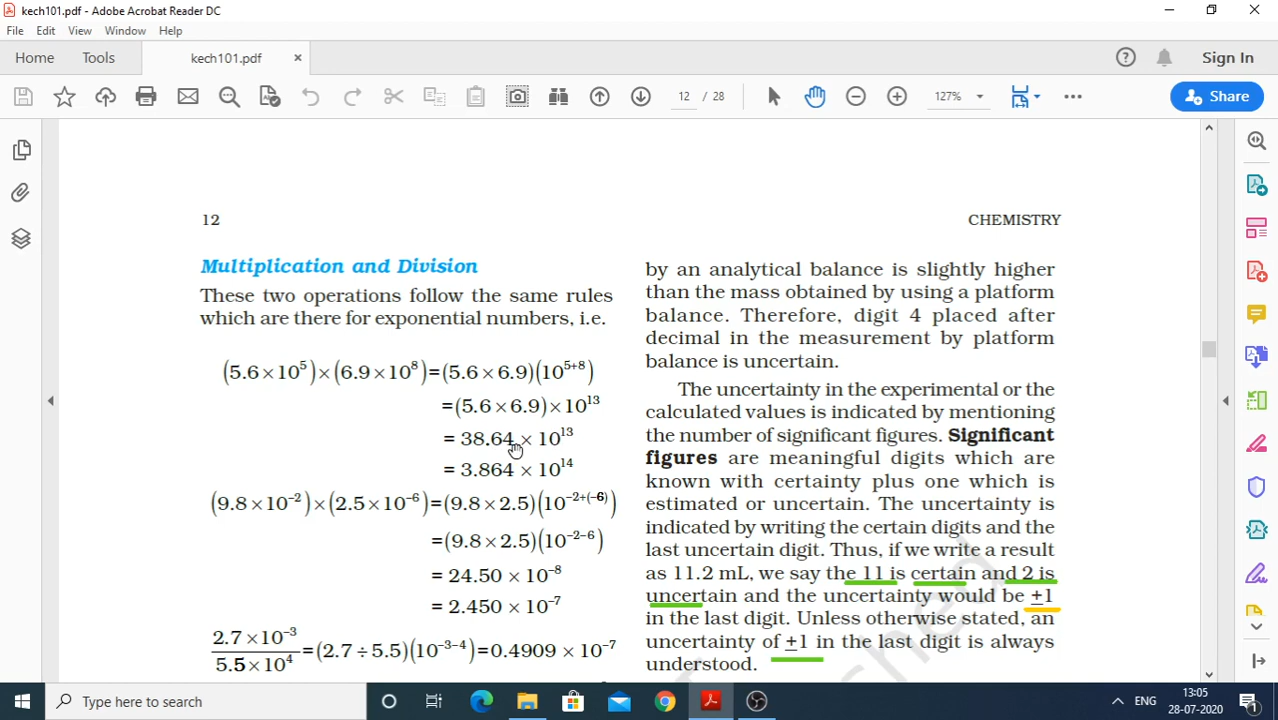 kech101.pdf - Adobe Acrobat Reader DC
File Edit View Window Help
Home Tools kech101.pdf × Sign In
12 / 28 127% Share
12 CHEMISTRY
Multiplication and Division
These two operations follow the same rules
which are there for exponential numbers, i.e.
(5.6×10⁵)×(6.9×10⁸)=(5.6×6.9)(10⁵⁺⁸)
=(5.6×6.9)×10¹³
= 38.64 × 10¹³
= 3.864 × 10¹⁴
(9.8×10⁻²)×(2.5×10⁻⁶)=(9.8×2.5)(10⁻²⁺⁽⁻⁶⁾)
=(9.8×2.5)(10⁻²⁻⁶)
= 24.50 × 10⁻⁸
= 2.450 × 10⁻⁷
2.7×10⁻³
5.5×10⁴
=(2.7÷5.5)(10⁻³⁻⁴)=0.4909 × 10⁻⁷
by an analytical balance is slightly higher
than the mass obtained by using a platform
balance. Therefore, digit 4 placed after
decimal in the measurement by platform
balance is uncertain.
The uncertainty in the experimental or the
calculated values is indicated by mentioning
the number of significant figures. Significant
figures are meaningful digits which are
known with certainty plus one which is
estimated or uncertain. The uncertainty is
indicated by writing the certain digits and the
last uncertain digit. Thus, if we write a result
as 11.2 mL, we say the 11 is certain and 2 is
uncertain and the uncertainty would be ±1
in the last digit. Unless otherwise stated, an
uncertainty of ±1 in the last digit is always
understood.
Type here to search
ENG
13:05
28-07-2020
1